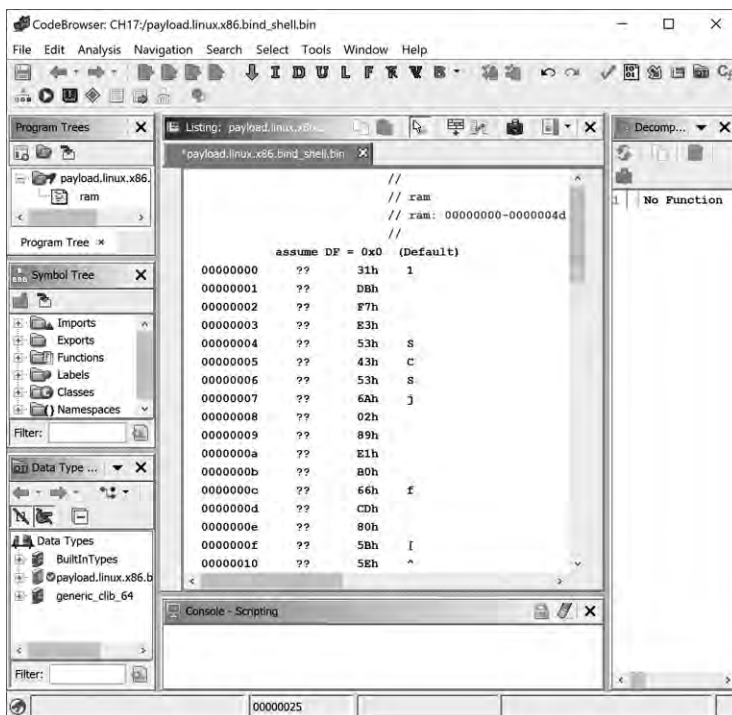 CodeBrowser: CH17:/payload.linux.x86.bind_shell.bin
File Edit Analysis Navigation Search Select Tools Window Help
I D U L F V B
Program Trees
payload.linux.x86.
ram
Program Tree ×
Symbol Tree
Imports
Exports
Functions
Labels
Classes
Namespaces
Filter:
Data Type ...
Data Types
BuiltInTypes
payload.linux.x86.b
generic_clib_64
Filter:
Listing: payload.linux.x86...
*payload.linux.x86.bind_shell.bin
//
// ram
// ram: 00000000-0000004d
//
assume DF = 0x0 (Default)
00000000 ?? 31h 1
00000001 ?? DBh
00000002 ?? F7h
00000003 ?? E3h
00000004 ?? 53h S
00000005 ?? 43h C
00000006 ?? 53h S
00000007 ?? 6Ah j
00000008 ?? 02h
00000009 ?? 89h
0000000a ?? E1h
0000000b ?? B0h
0000000c ?? 66h f
0000000d ?? CDh
0000000e ?? 80h
0000000f ?? 5Bh [
00000010 ?? 5Eh ^
Console - Scripting
Decomp...
1 No Function
00000025